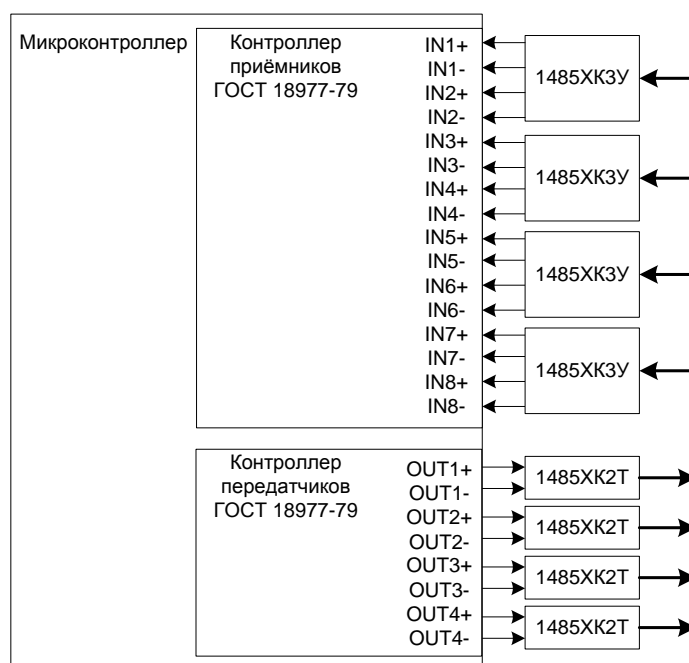 Микроконтроллер
Контроллер
приёмников
ГОСТ 18977-79
IN1+
IN1-
IN2+
IN2-
IN3+
IN3-
IN4+
IN4-
IN5+
IN5-
IN6+
IN6-
IN7+
IN7-
IN8+
IN8-
1485ХК3У
1485ХК3У
1485ХК3У
1485ХК3У
Контроллер
передатчиков
ГОСТ 18977-79
OUT1+
OUT1-
OUT2+
OUT2-
OUT3+
OUT3-
OUT4+
OUT4-
1485ХК2Т
1485ХК2Т
1485ХК2Т
1485ХК2Т